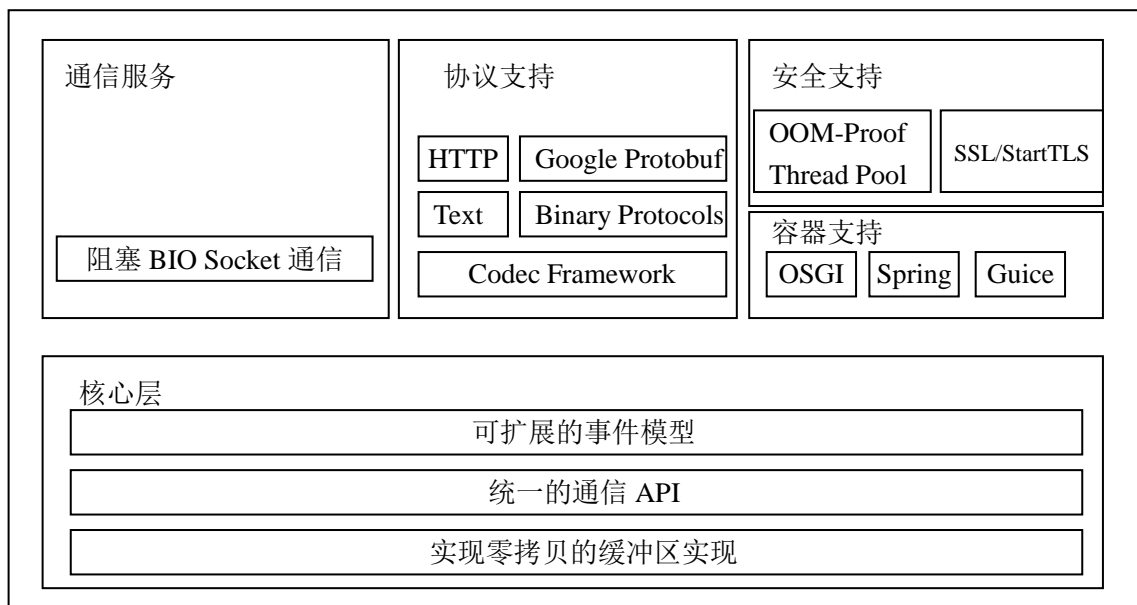 通信服务
阻塞 BIO Socket 通信
协议支持
HTTP
Google Protobuf
Text
Binary Protocols
Codec Framework
安全支持
OOM-Proof
Thread Pool
SSL/StartTLS
容器支持
OSGI
Spring
Guice
核心层
可扩展的事件模型
统一的通信 API
实现零拷贝的缓冲区实现